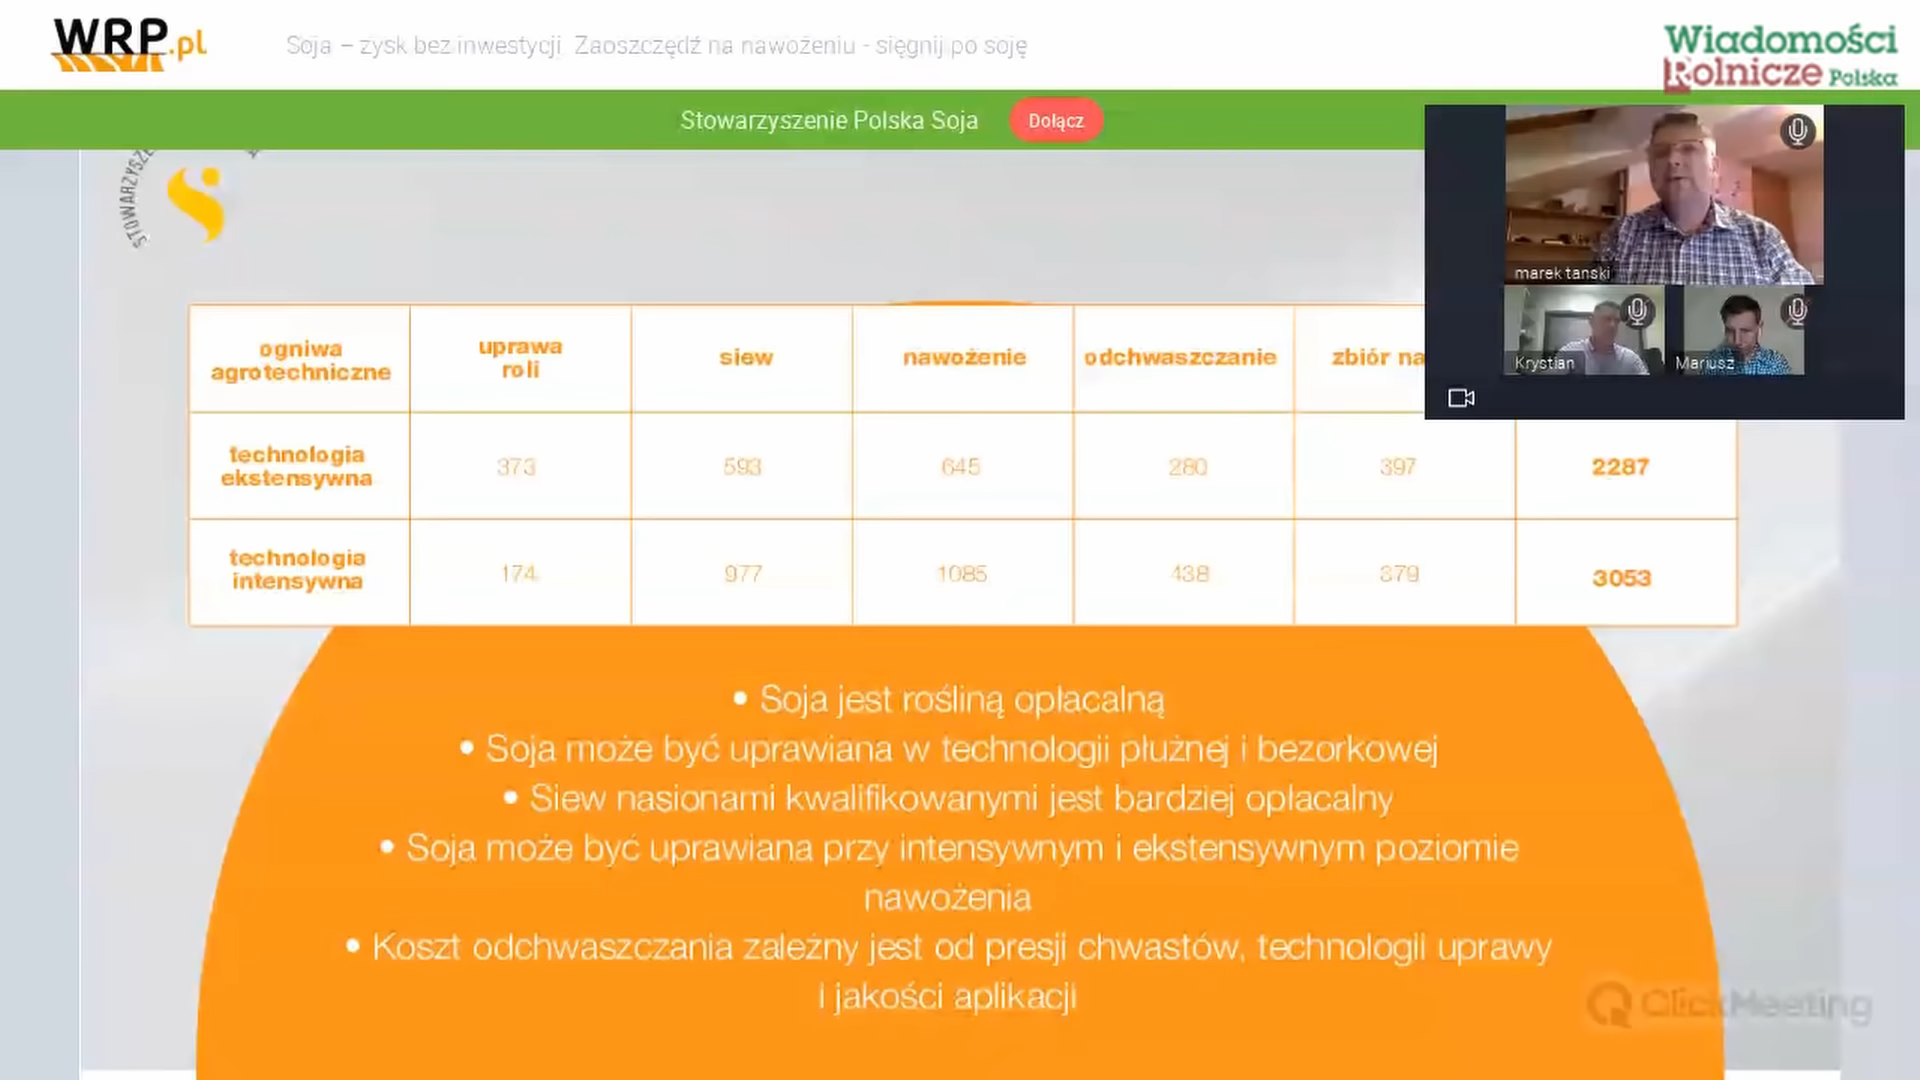 WRP.pl
Soja – zysk bez inwestycji Zaoszczędź na nawożeniu - sięgnij po soję
Wiadomości
Rolnicze Polska
Stowarzyszenie Polska Soja
Dołącz
STOWARZYSZE
marek tanski
Krystian
Mariusz
ogniwa
agrotechniczne
uprawa
roli
siew
nawożenie
odchwaszczanie
zbiór na
technologia
ekstensywna
373
593
645
280
397
2287
technologia
intensywna
174
977
1085
438
379
3053
• Soja jest rośliną opłacalną
• Soja może być uprawiana w technologii płużnej i bezorkowej
• Siew nasionami kwalifikowanymi jest bardziej opłacalny
• Soja może być uprawiana przy intensywnym i ekstensywnym poziomie
nawożenia
• Koszt odchwaszczania zależny jest od presji chwastów, technologii uprawy
i jakości aplikacji
ClickMeeting